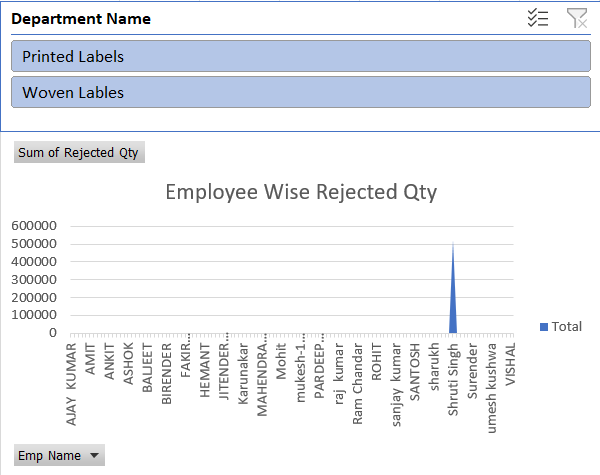 Department Name
Printed Labels
Woven Lables
Sum of Rejected Qty
Employee Wise Rejected Qty
600000
500000
400000
300000
200000
100000
0
AJAY KUMAR
AMIT
ANKIT
ASHOK
BALJEET
BIRENDER
FAKIR...
HEMANT
JITENDER...
Karunakar
MAHENDRA...
Mohit
mukesh-1...
PARDEEP...
raj kumar
Ram Chandar
ROHIT
sanjay kumar
SANTOSH
sharukh
Shruti Singh
Surender
umesh kushwa
VISHAL
Total
Emp Name